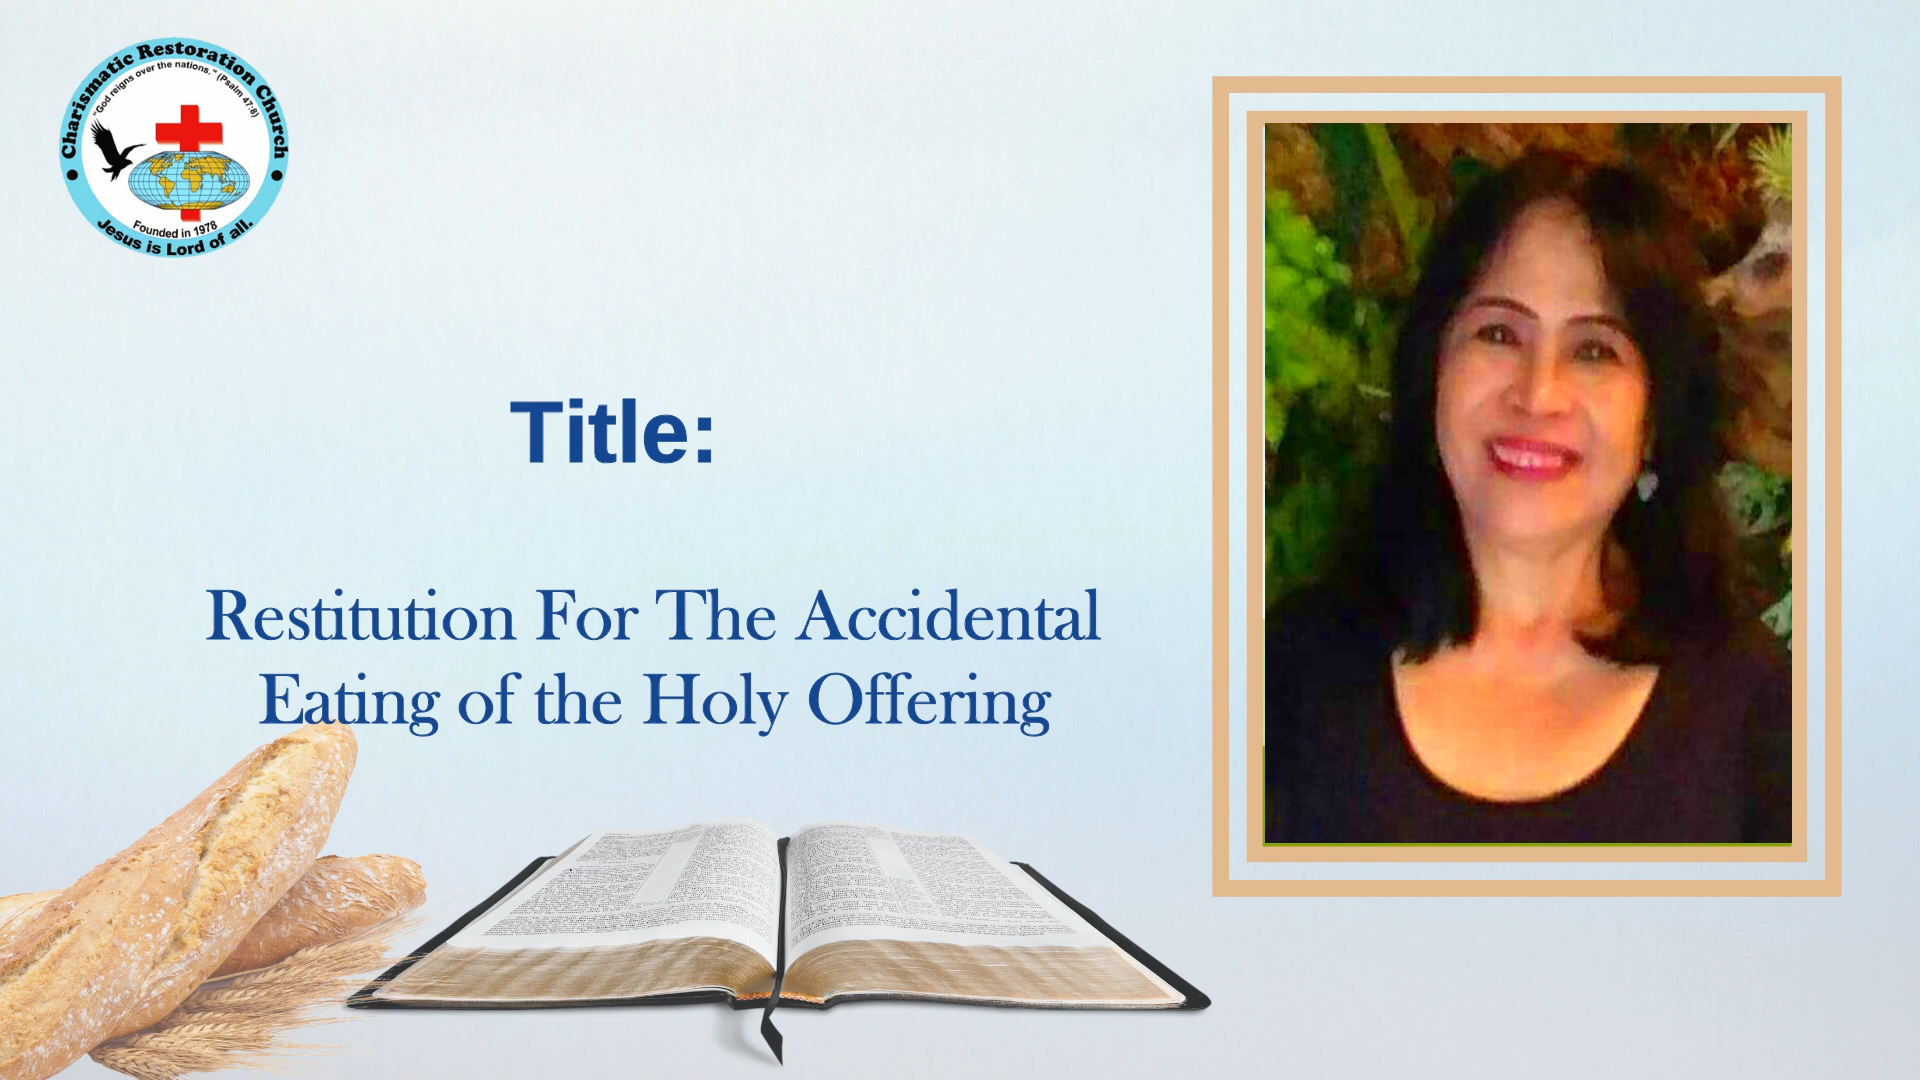 Charismatic Restoration Church
"God reigns over the nations." (Psalm 47:8)
Founded in 1978
Jesus is Lord of all.
Title:
Restitution For The Accidental
Eating of the Holy Offering